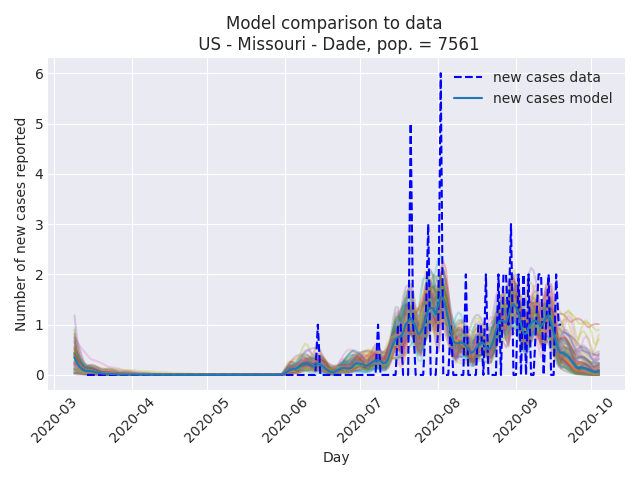 Model comparison to data
US - Missouri - Dade, pop. = 7561
new cases data
new cases model
Number of new cases reported
6
5
4
3
2
1
0
2020-03
2020-04
2020-05
2020-06
2020-07
2020-08
2020-09
2020-10
Day